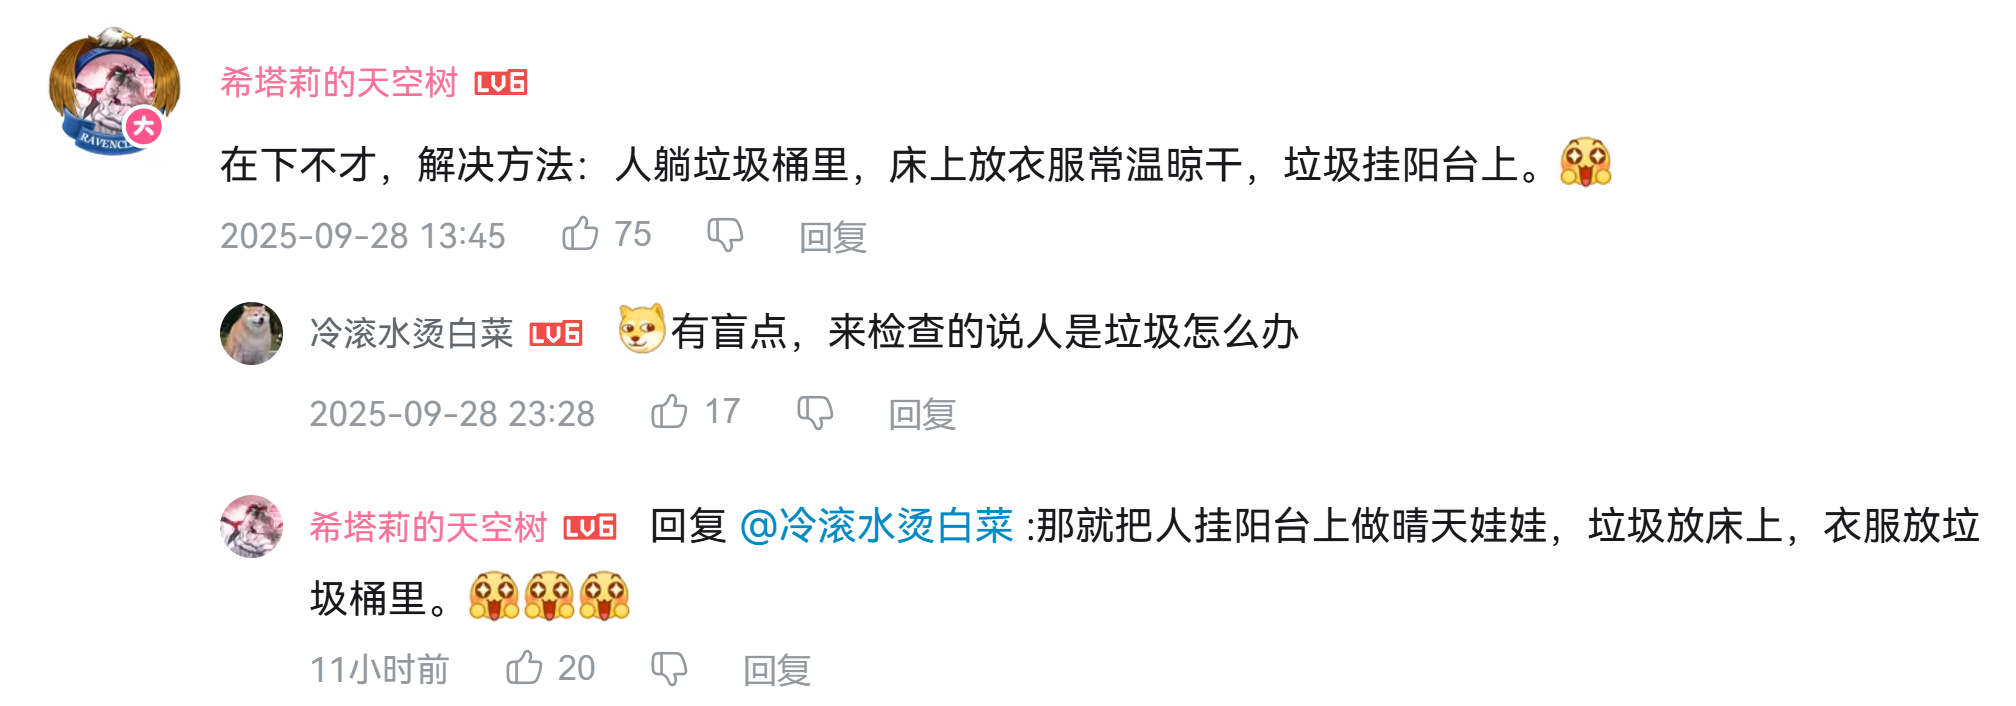 希塔莉的天空树 LV6
在下不才，解决方法：人躺垃圾桶里，床上放衣服常温晾干，垃圾挂阳台上。
2025-09-28 13:45 75 回复
冷滚水烫白菜 LV6 有盲点，来检查的说人是垃圾怎么办
2025-09-28 23:28 17 回复
希塔莉的天空树 LV6 回复 @冷滚水烫白菜 :那就把人挂阳台上做晴天娃娃，垃圾放床上，衣服放垃
圾桶里。
11小时前 20 回复
大